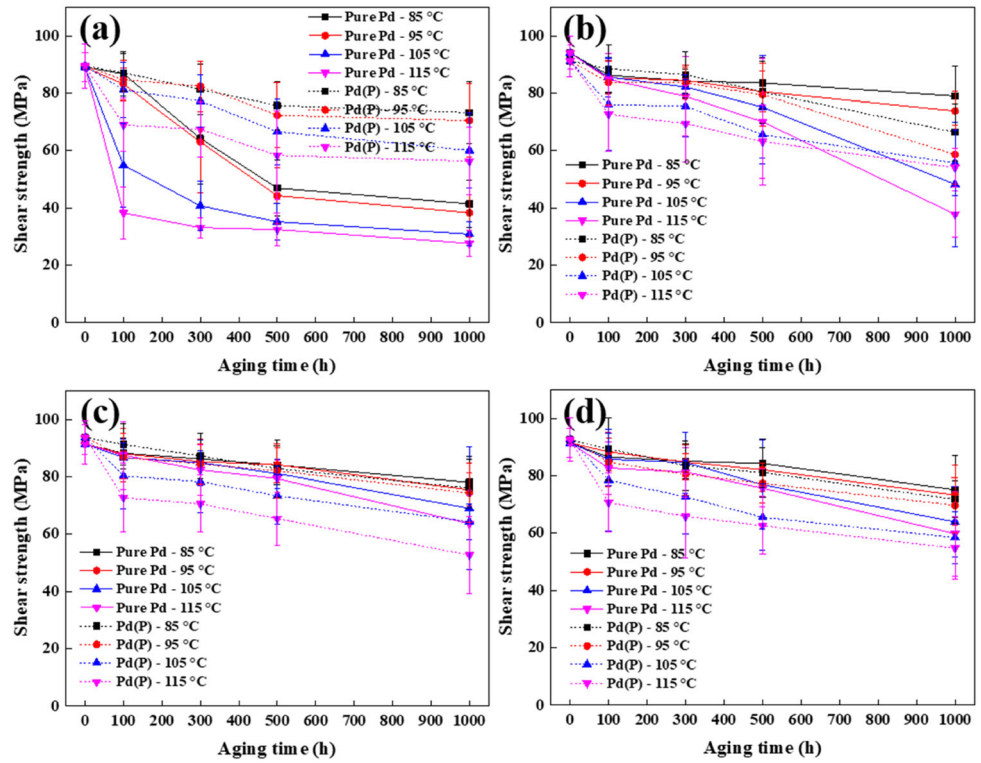 (a)
Pure Pd - 85 °C
Pure Pd - 95 °C
Pure Pd - 105 °C
Pure Pd - 115 °C
Pd(P) - 85 °C
Pd(P) - 95 °C
Pd(P) - 105 °C
Pd(P) - 115 °C
100
80
60
40
20
0
Shear strength (MPa)
0 100 200 300 400 500 600 700 800 900 1000
Aging time (h)
(b)
Pure Pd - 85 °C
Pure Pd - 95 °C
Pure Pd - 105 °C
Pure Pd - 115 °C
Pd(P) - 85 °C
Pd(P) - 95 °C
Pd(P) - 105 °C
Pd(P) - 115 °C
100
80
60
40
20
0
Shear strength (MPa)
0 100 200 300 400 500 600 700 800 900 1000
Aging time (h)
(c)
Pure Pd - 85 °C
Pure Pd - 95 °C
Pure Pd - 105 °C
Pure Pd - 115 °C
Pd(P) - 85 °C
Pd(P) - 95 °C
Pd(P) - 105 °C
Pd(P) - 115 °C
100
80
60
40
20
0
Shear strength (MPa)
0 100 200 300 400 500 600 700 800 900 1000
Aging time (h)
(d)
Pure Pd - 85 °C
Pure Pd - 95 °C
Pure Pd - 105 °C
Pure Pd - 115 °C
Pd(P) - 85 °C
Pd(P) - 95 °C
Pd(P) - 105 °C
Pd(P) - 115 °C
100
80
60
40
20
0
Shear strength (MPa)
0 100 200 300 400 500 600 700 800 900 1000
Aging time (h)